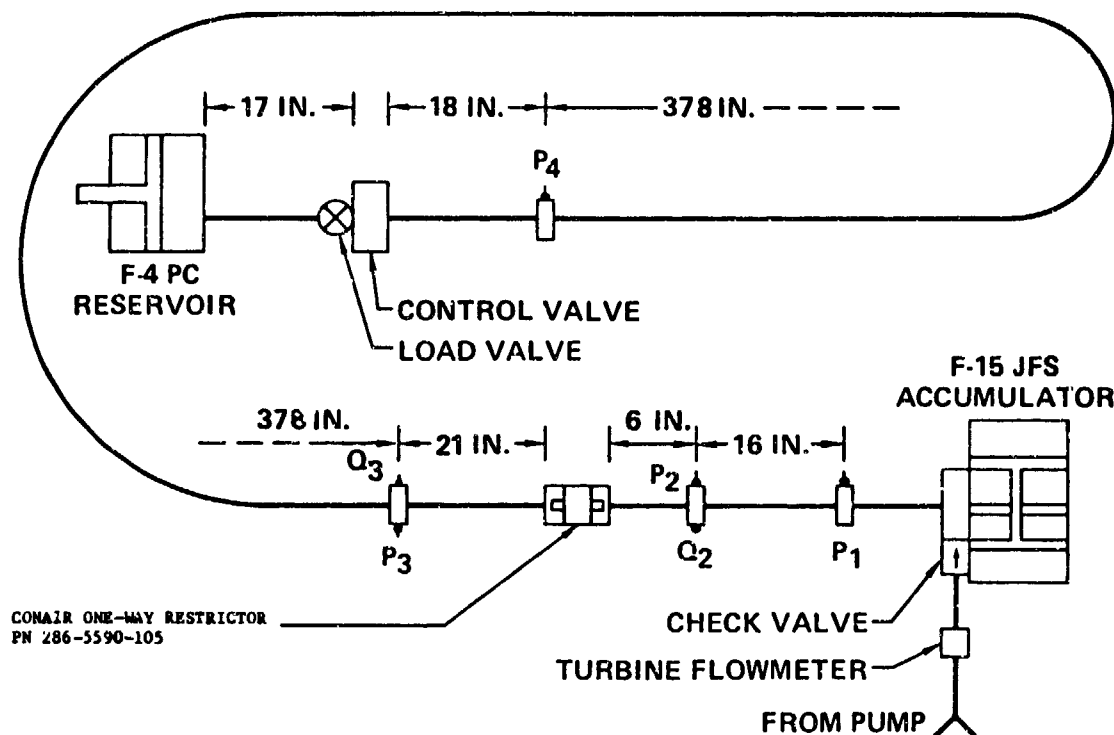 17 IN.
18 IN.
378 IN.
P4
F-4 PC
RESERVOIR
CONTROL VALVE
LOAD VALVE
F-15 JFS
ACCUMULATOR
378 IN.
21 IN.
6 IN.
16 IN.
Q3
P2
P3
Q2
P1
CONAIR ONE-WAY RESTRICTOR
PN 286-5590-105
CHECK VALVE
TURBINE FLOWMETER
FROM PUMP